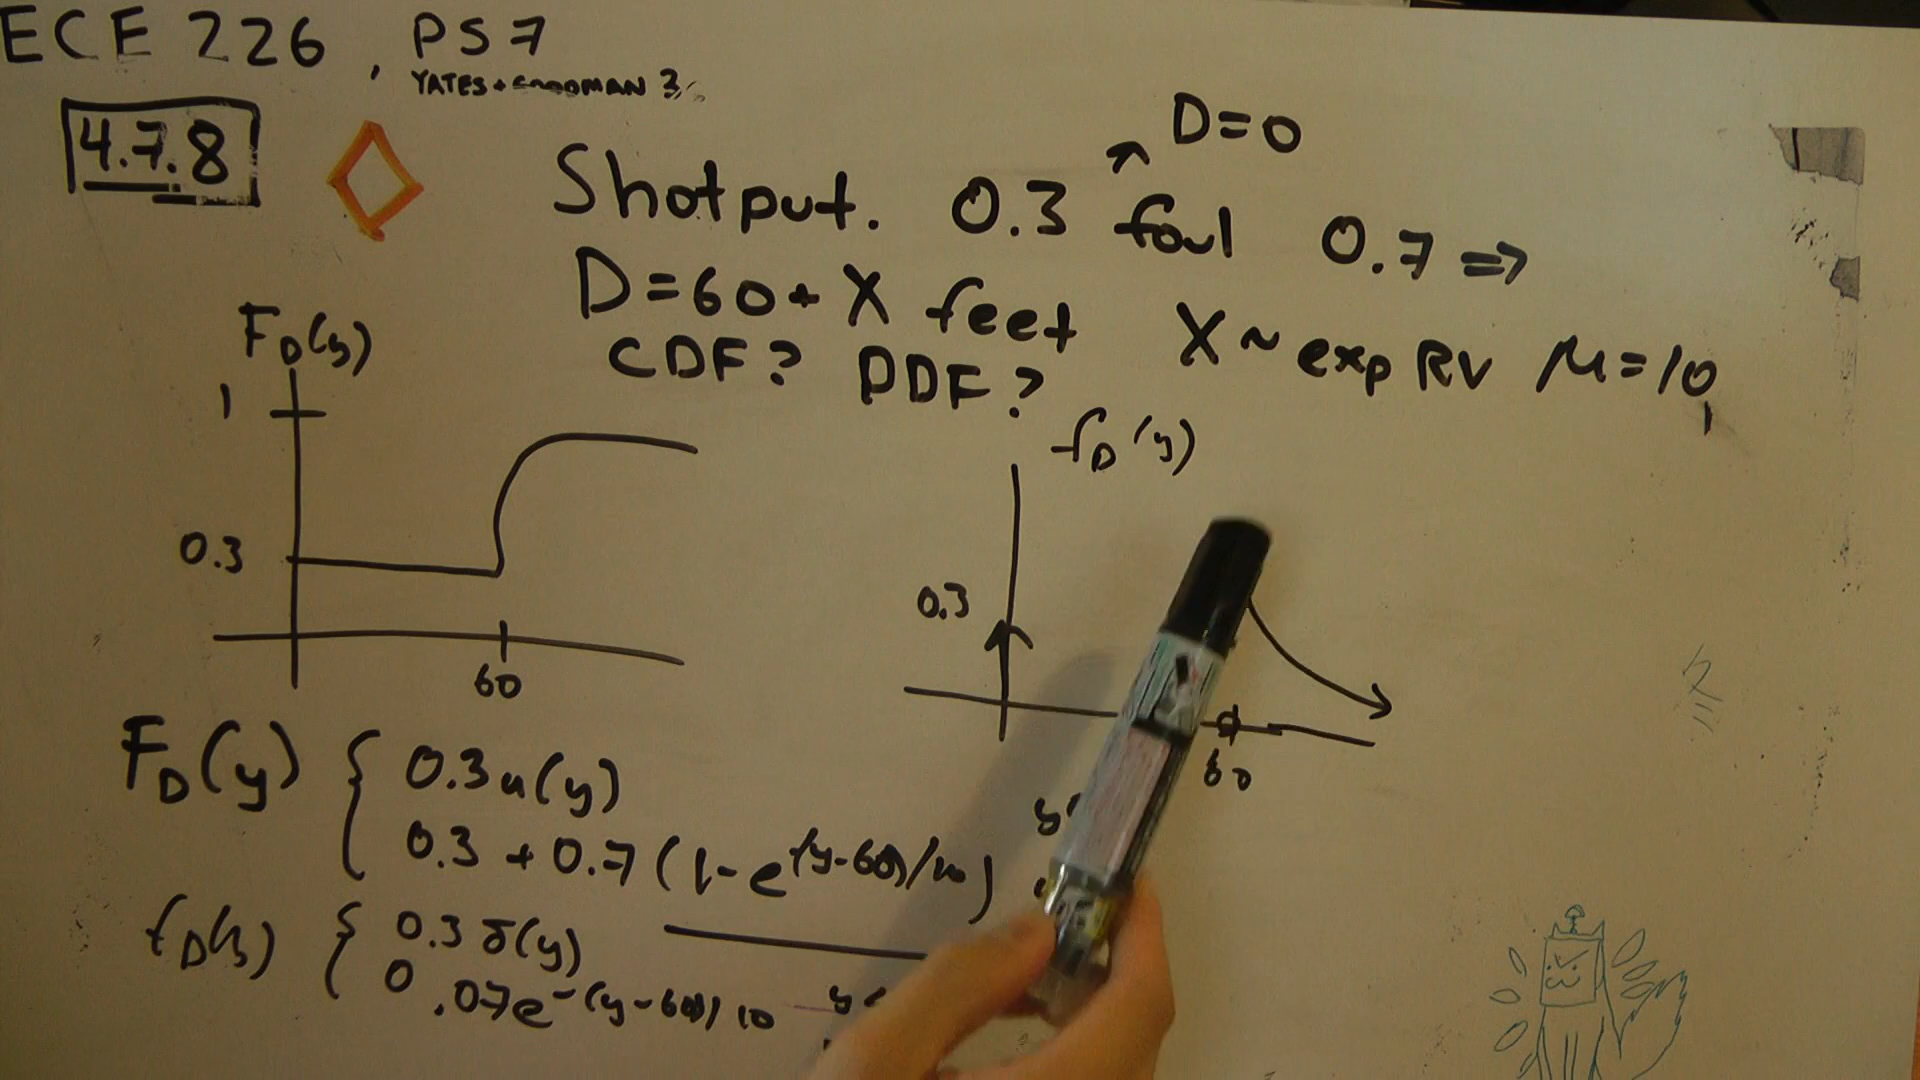 ECE 226, PS7
YATES + GOODMAN 3
4.7.8
D=0
Shotput. 0.3 foul 0.7 ⇒
D=60+X feet X~exp RV μ=10
CDF? PDF?
F_D(y)
1
0.3
60
f_D(y)
0.3
60
F_D(y) { 0.3u(y)
0.3 + 0.7(1-e^(y-60)/10)
f_D(y) { 0.3 δ(y)
0
.07e^-(y-60)/10
y<